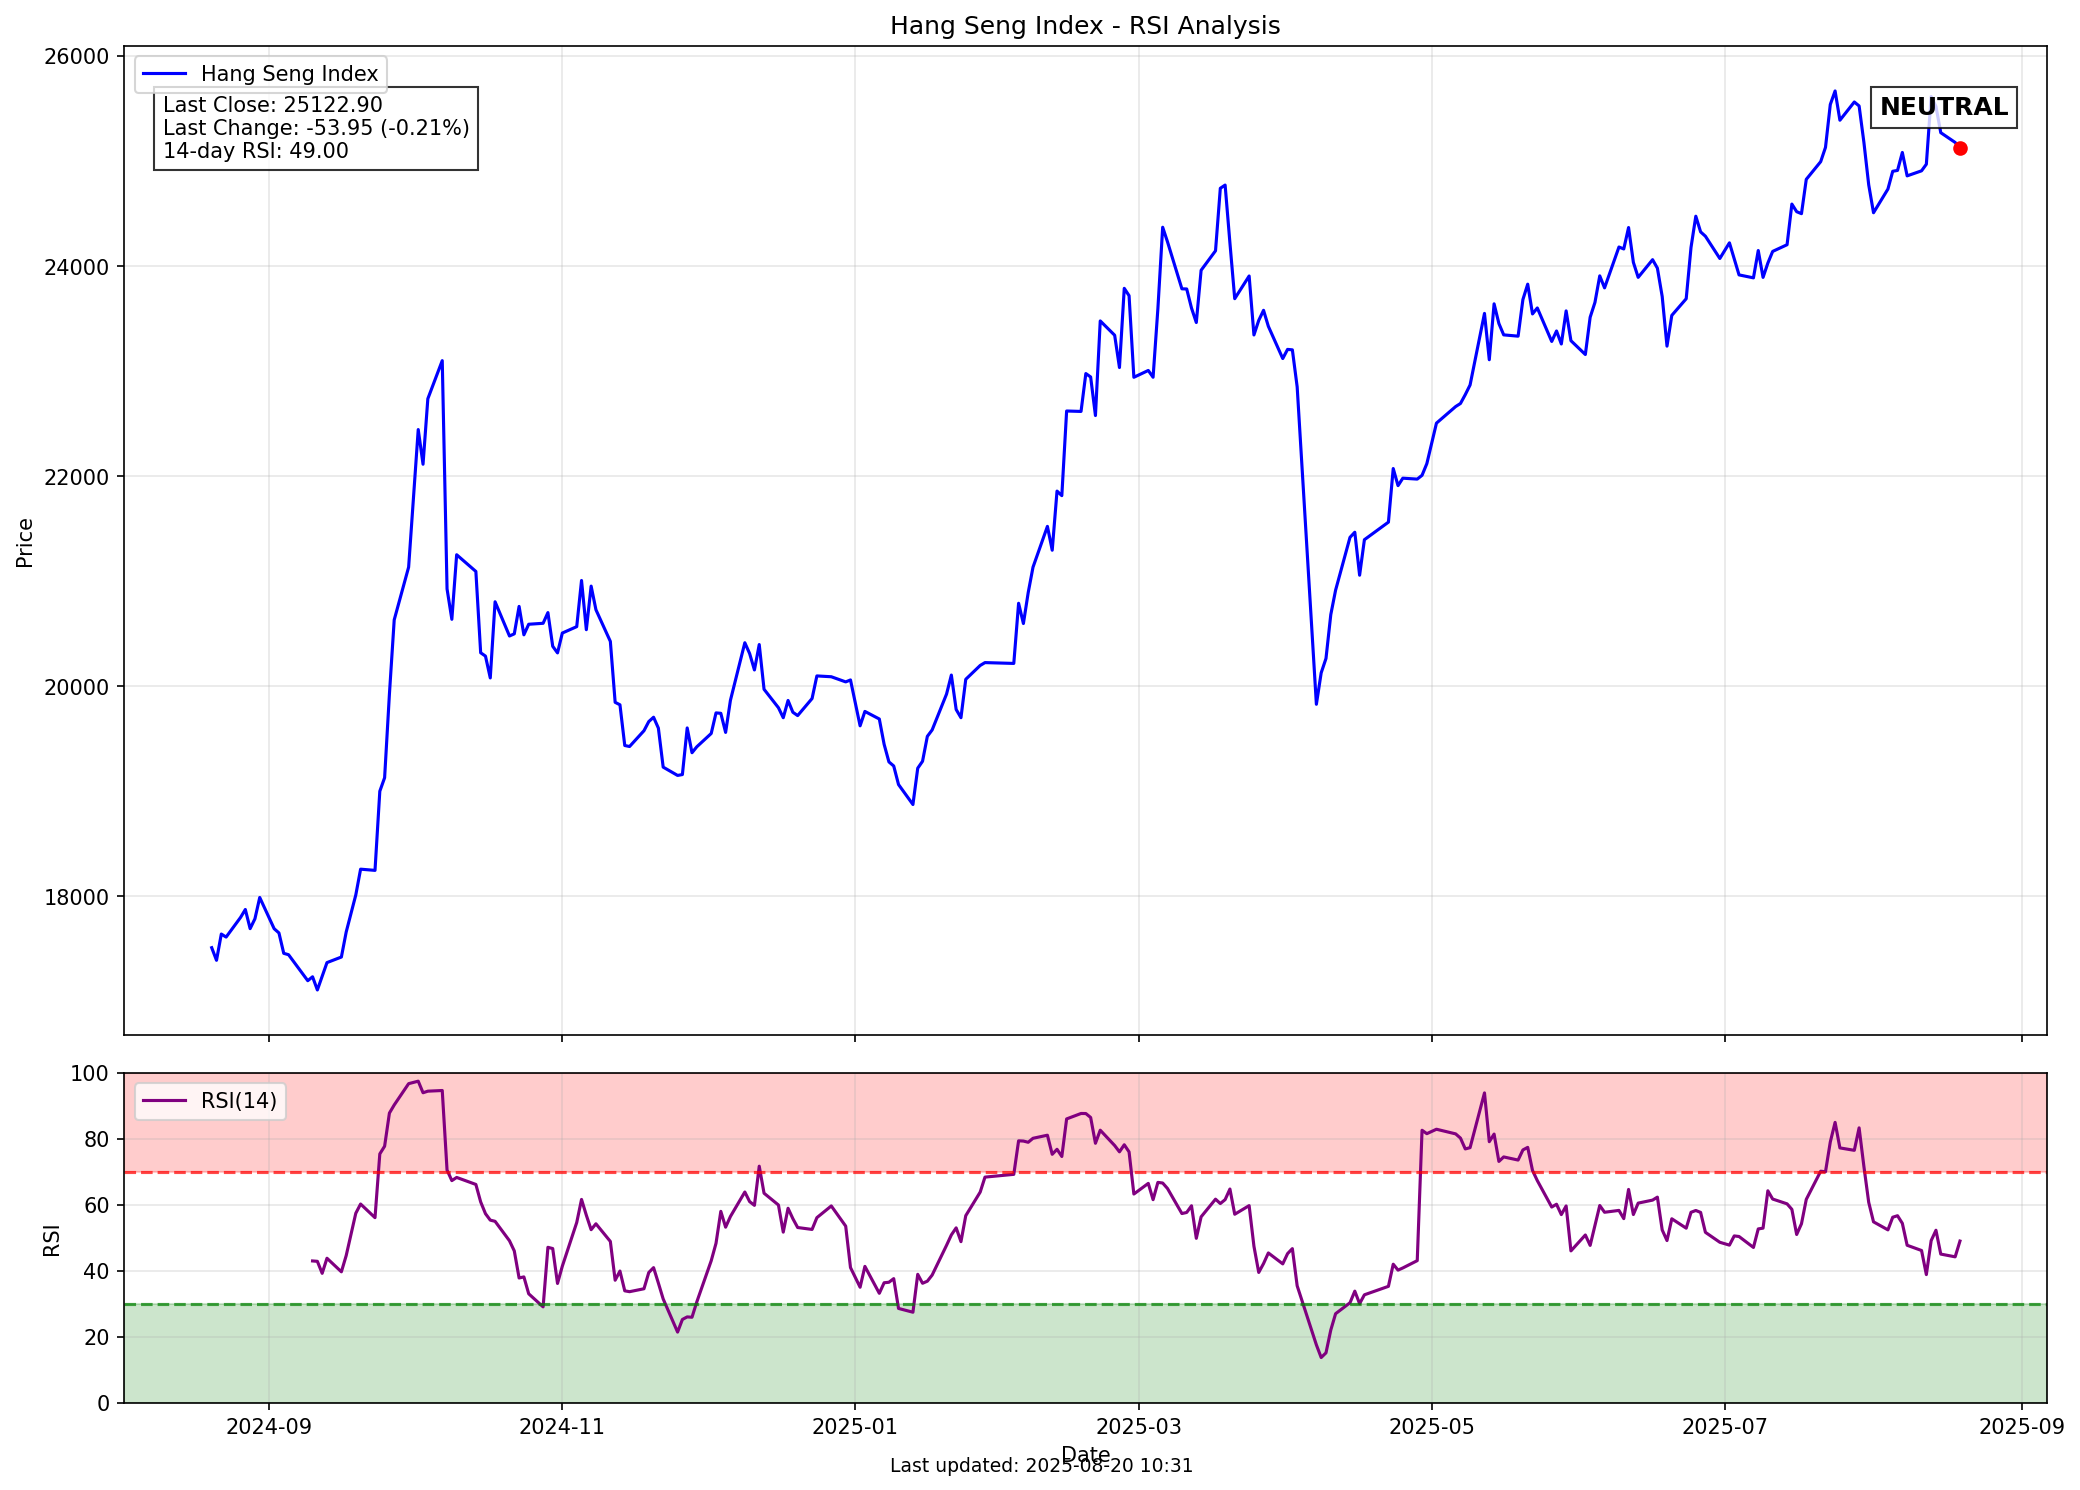 Hang Seng Index - RSI Analysis
26000
24000
22000
20000
18000
Price
Hang Seng Index
Last Close: 25122.90
Last Change: -53.95 (-0.21%)
14-day RSI: 49.00
NEUTRAL
100
80
60
40
20
0
RSI
RSI(14)
2024-09
2024-11
2025-01
2025-03
2025-05
2025-07
2025-09
Date
Last updated: 2025-08-20 10:31